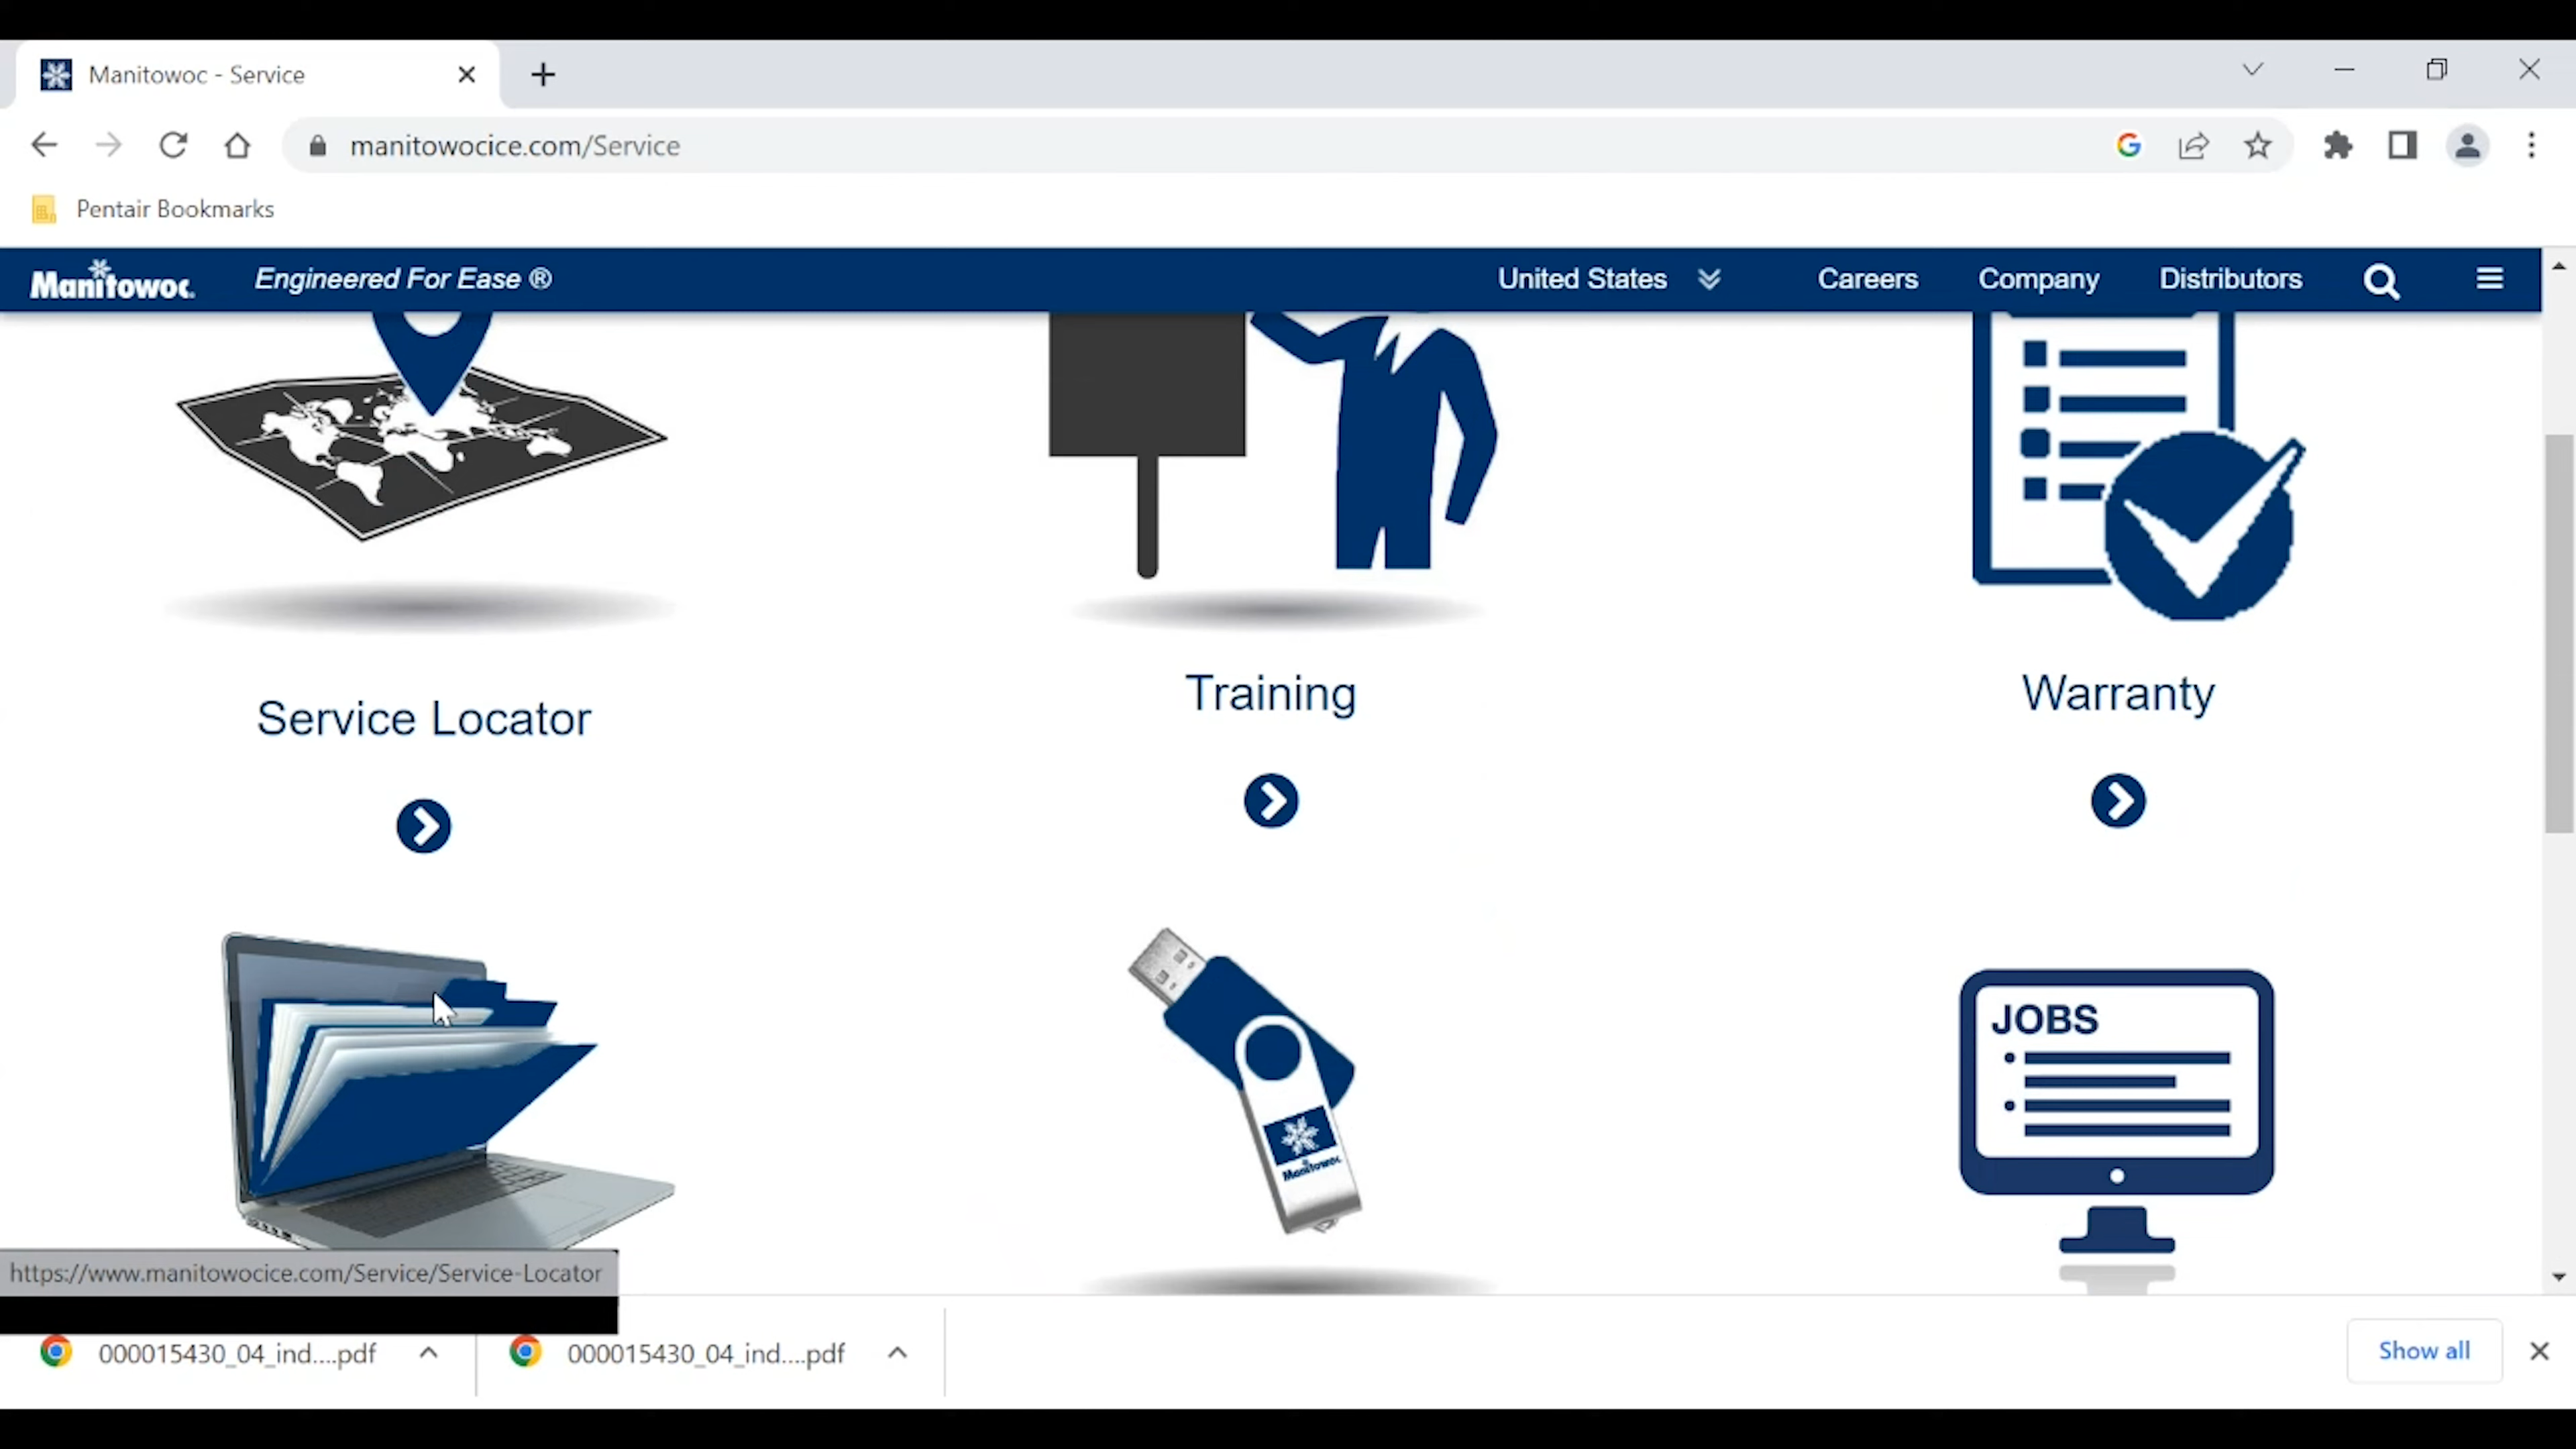 Manitowoc - Service
manitowocice.com/Service
Pentair Bookmarks
Manitowoc Engineered For Ease ® United States Careers Company Distributors
Service Locator
Training
Warranty
JOBS
Manitowoc
https://www.manitowocice.com/Service/Service-Locator
000015430_04_ind....pdf 000015430_04_ind....pdf Show all